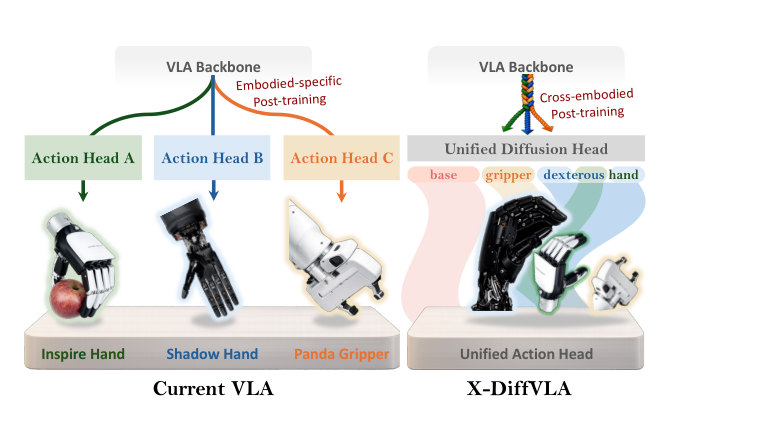 VLA Backbone
Embodied-specific
Post-training
Action Head A
Action Head B
Action Head C
Inspire Hand
Shadow Hand
Panda Gripper
Current VLA
VLA Backbone
Cross-embodied
Post-training
Unified Diffusion Head
base
gripper
dexterous hand
Unified Action Head
X-DiffVLA